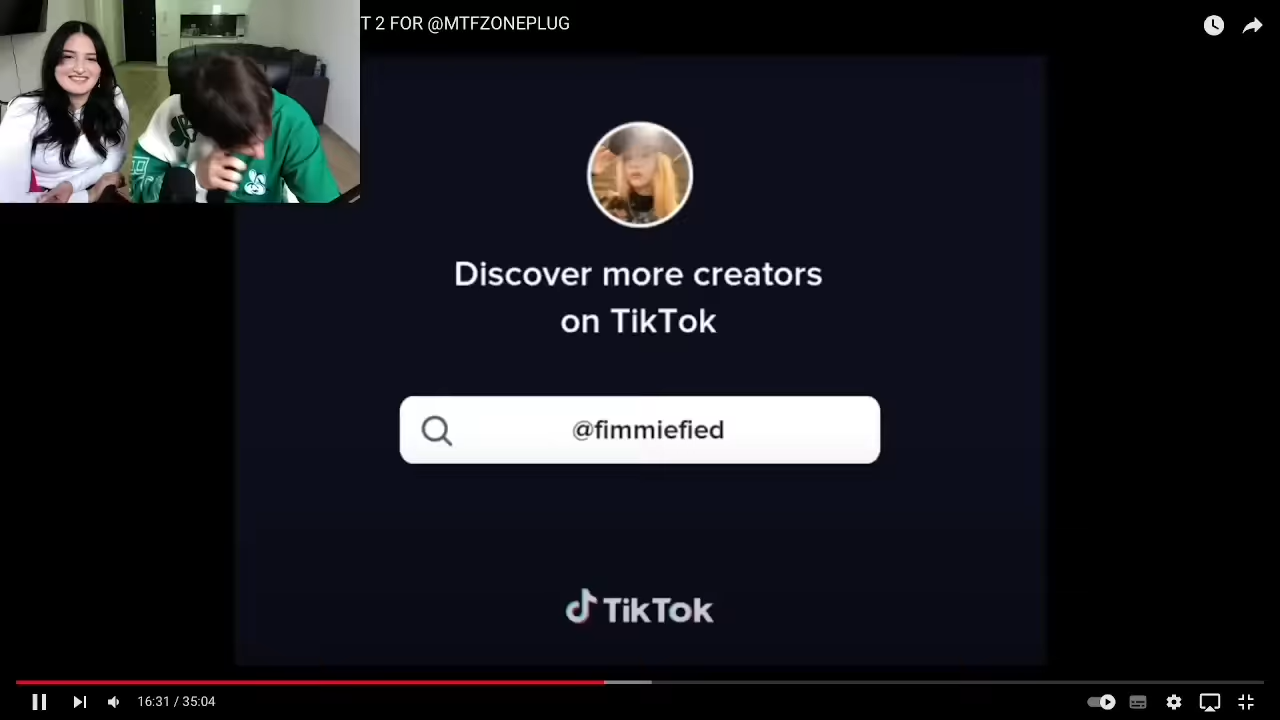 T 2 FOR @MTFZONEPLUG
Discover more creators
on TikTok
@fimmiefied
TikTok
16:31 / 35:04